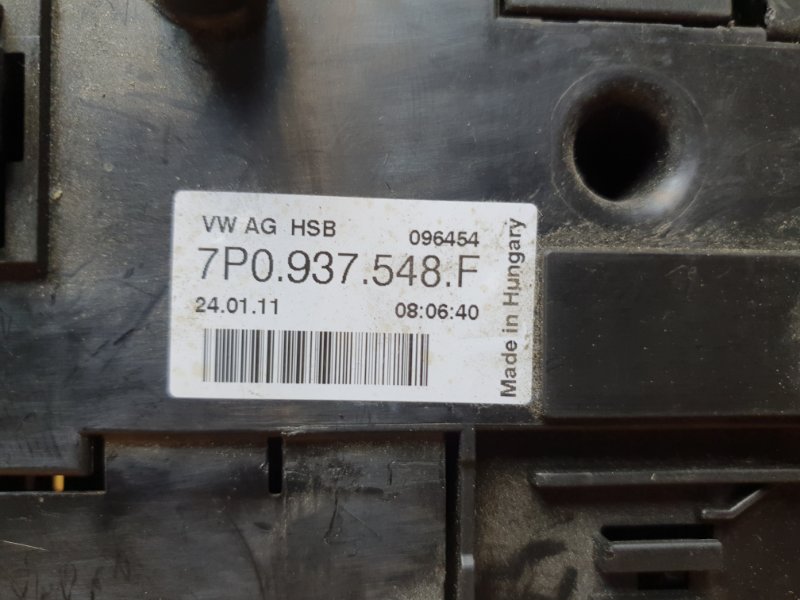 VW AG HSB
096454
7P0.937.548.F
24.01.11 08:06:40
Made in Hungary